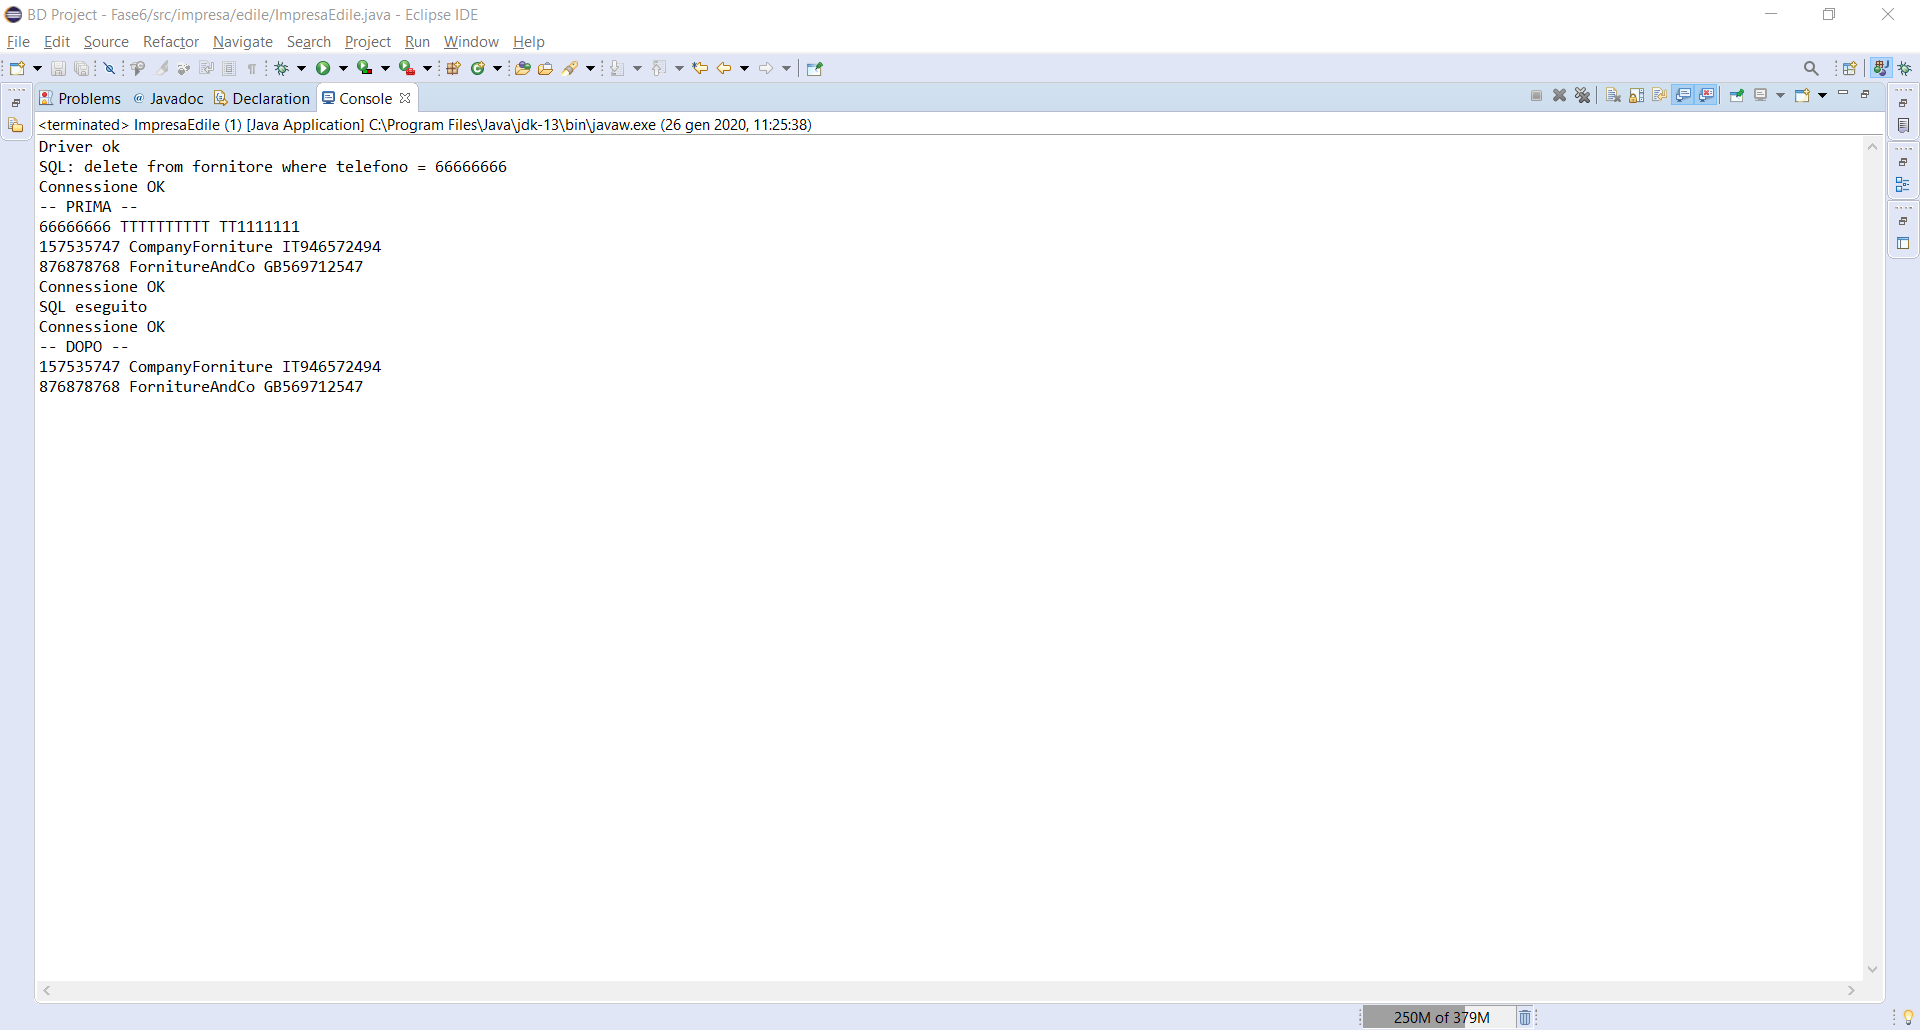 BD Project - Fase6/src/impresa/edile/ImpresaEdile.java - Eclipse IDE
File Edit Source Refactor Navigate Search Project Run Window Help
Problems @ Javadoc Declaration Console
<terminated> ImpresaEdile (1) [Java Application] C:\Program Files\Java\jdk-13\bin\javaw.exe (26 gen 2020, 11:25:38)
Driver ok
SQL: delete from fornitore where telefono = 66666666
Connessione OK
-- PRIMA --
66666666 TTTTTTTTTT TT1111111
157535747 CompanyForniture IT946572494
876878768 FornitureAndCo GB569712547
Connessione OK
SQL eseguito
Connessione OK
-- DOPO --
157535747 CompanyForniture IT946572494
876878768 FornitureAndCo GB569712547
250M of 379M